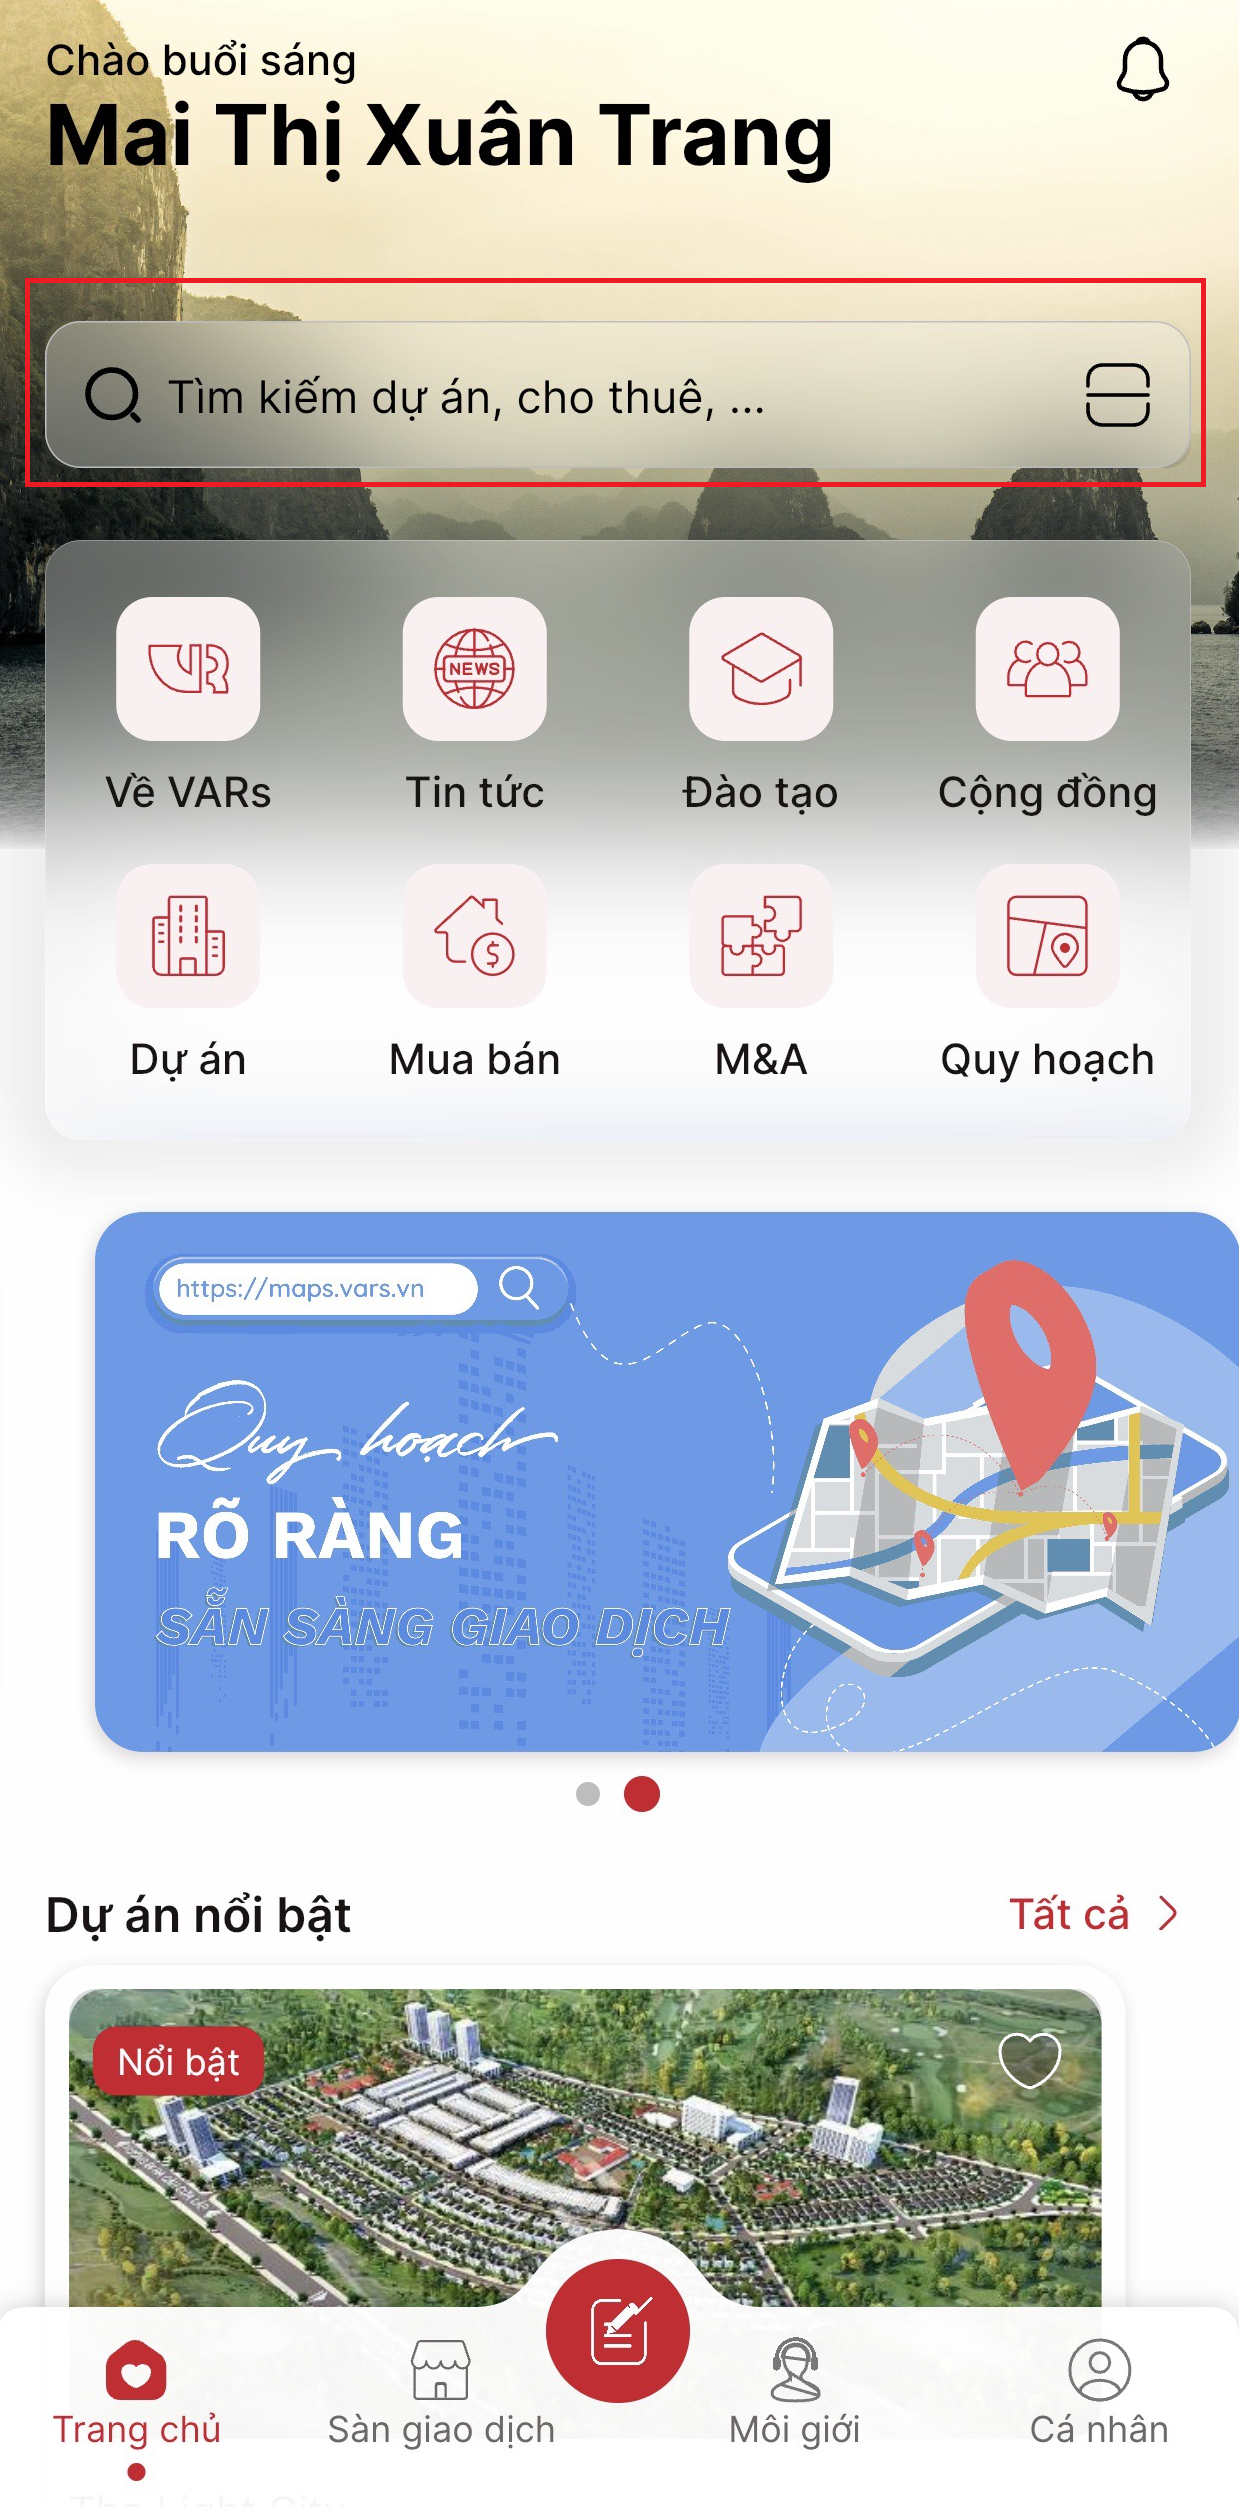 Chào buổi sáng
Mai Thị Xuân Trang
Tìm kiếm dự án, cho thuê, ...
Về VARs
NEWS
Tin tức
Đào tạo
Cộng đồng
Dự án
$
Mua bán
M&A
Quy hoạch
https://maps.vars.vn
Quy hoạch
RÕ RÀNG
SẴN SÀNG GIAO DỊCH
Dự án nổi bật
Tất cả
Nổi bật
Trang chủ
Sàn giao dịch
Môi giới
Cá nhân
The Light City